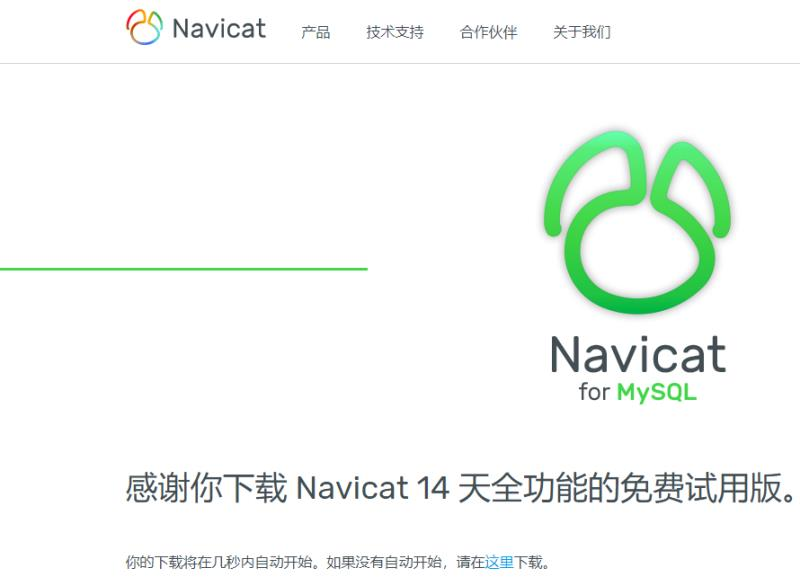 Navicat 产品 技术支持 合作伙伴 关于我们
Navicat
for MySQL
感谢你下载 Navicat 14 天全功能的免费试用版。
你的下载将在几秒内自动开始。如果没有自动开始，请在这里下载。